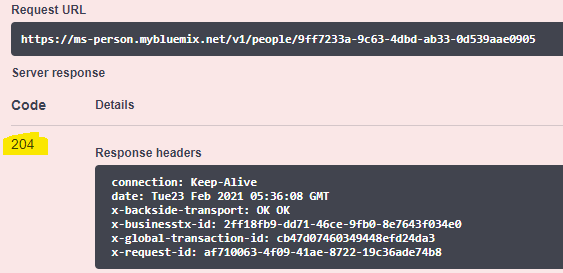 Request URL
https://ms-person.mybluemix.net/v1/people/9ff7233a-9c63-4dbd-ab33-0d539aae0905
Server response
Code Details
204
Response headers
connection: Keep-Alive
date: Tue23 Feb 2021 05:36:08 GMT
x-backside-transport: OK OK
x-businesstx-id: 2ff18fb9-dd71-46ce-9fb0-8e7643f034e0
x-global-transaction-id: cb47d07460349448efd24da3
x-request-id: af710063-4f09-41ae-8722-19c36ade74b8